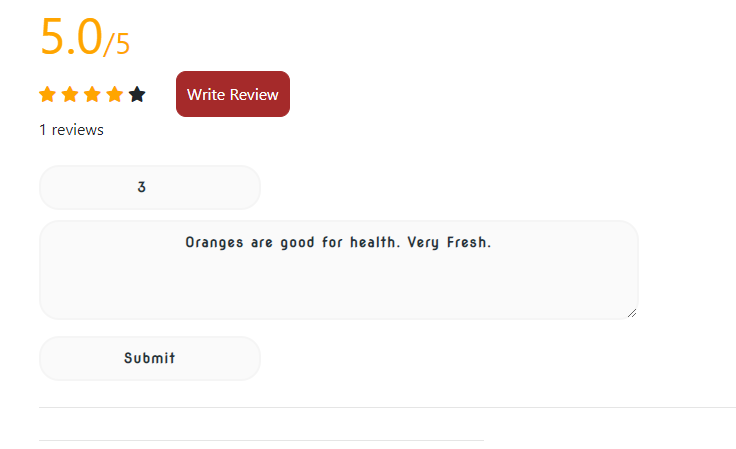 5.0/5
Write Review
1 reviews
3
Oranges are good for health. Very Fresh.
Submit